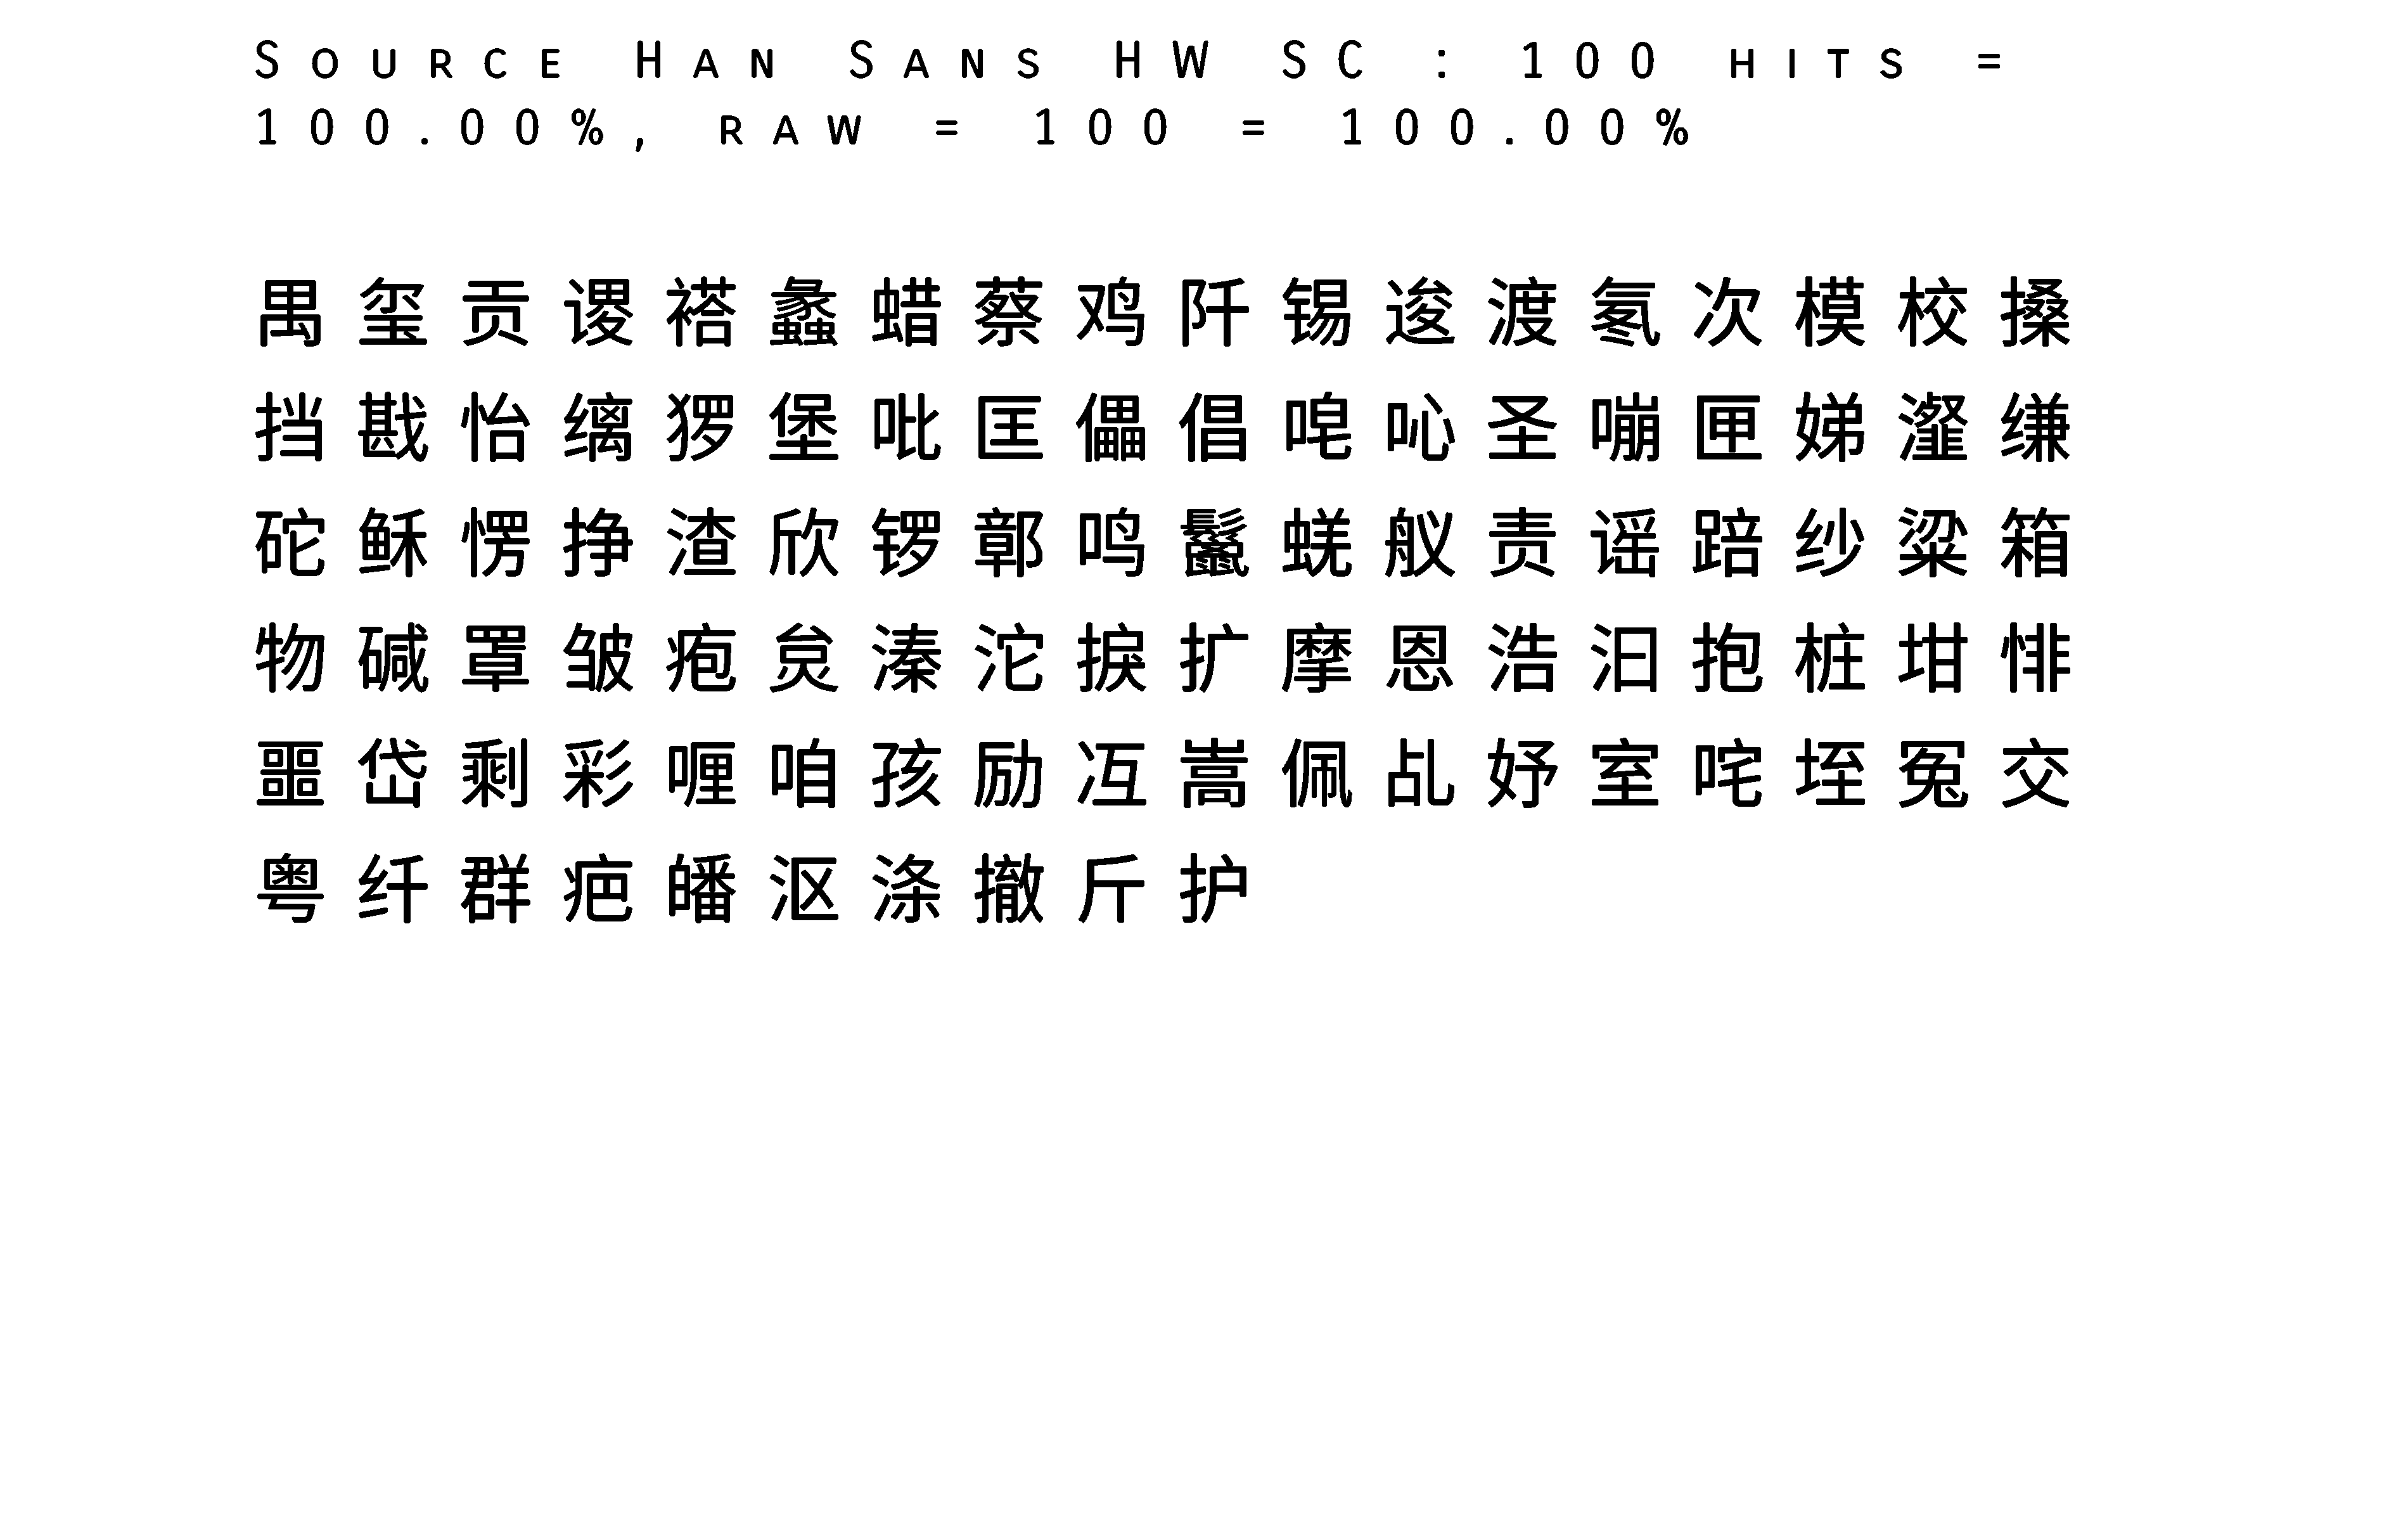 Source Han Sans HW SC : 100 hits =
100.00%, raw = 100 = 100.00%
禺玺贡谡褡蠡蜡蔡鸡阡锡逡渡氡次模校搡
挡戡怡缡猡堡吡匡儡倡唣吣圣嘣匣娣瀣缣
砣稣愣挣渣欣锣鄣鸣鬣蜣舣责谣踣纱粱箱
物碱罩皱疱炱溱沱捩扩摩恩浩汩抱桩坩悱
噩岱剩彩喱咱孩励冱嵩佩乩妤室咤垤冤交
粤纤群疤皤沤涤撤斤护